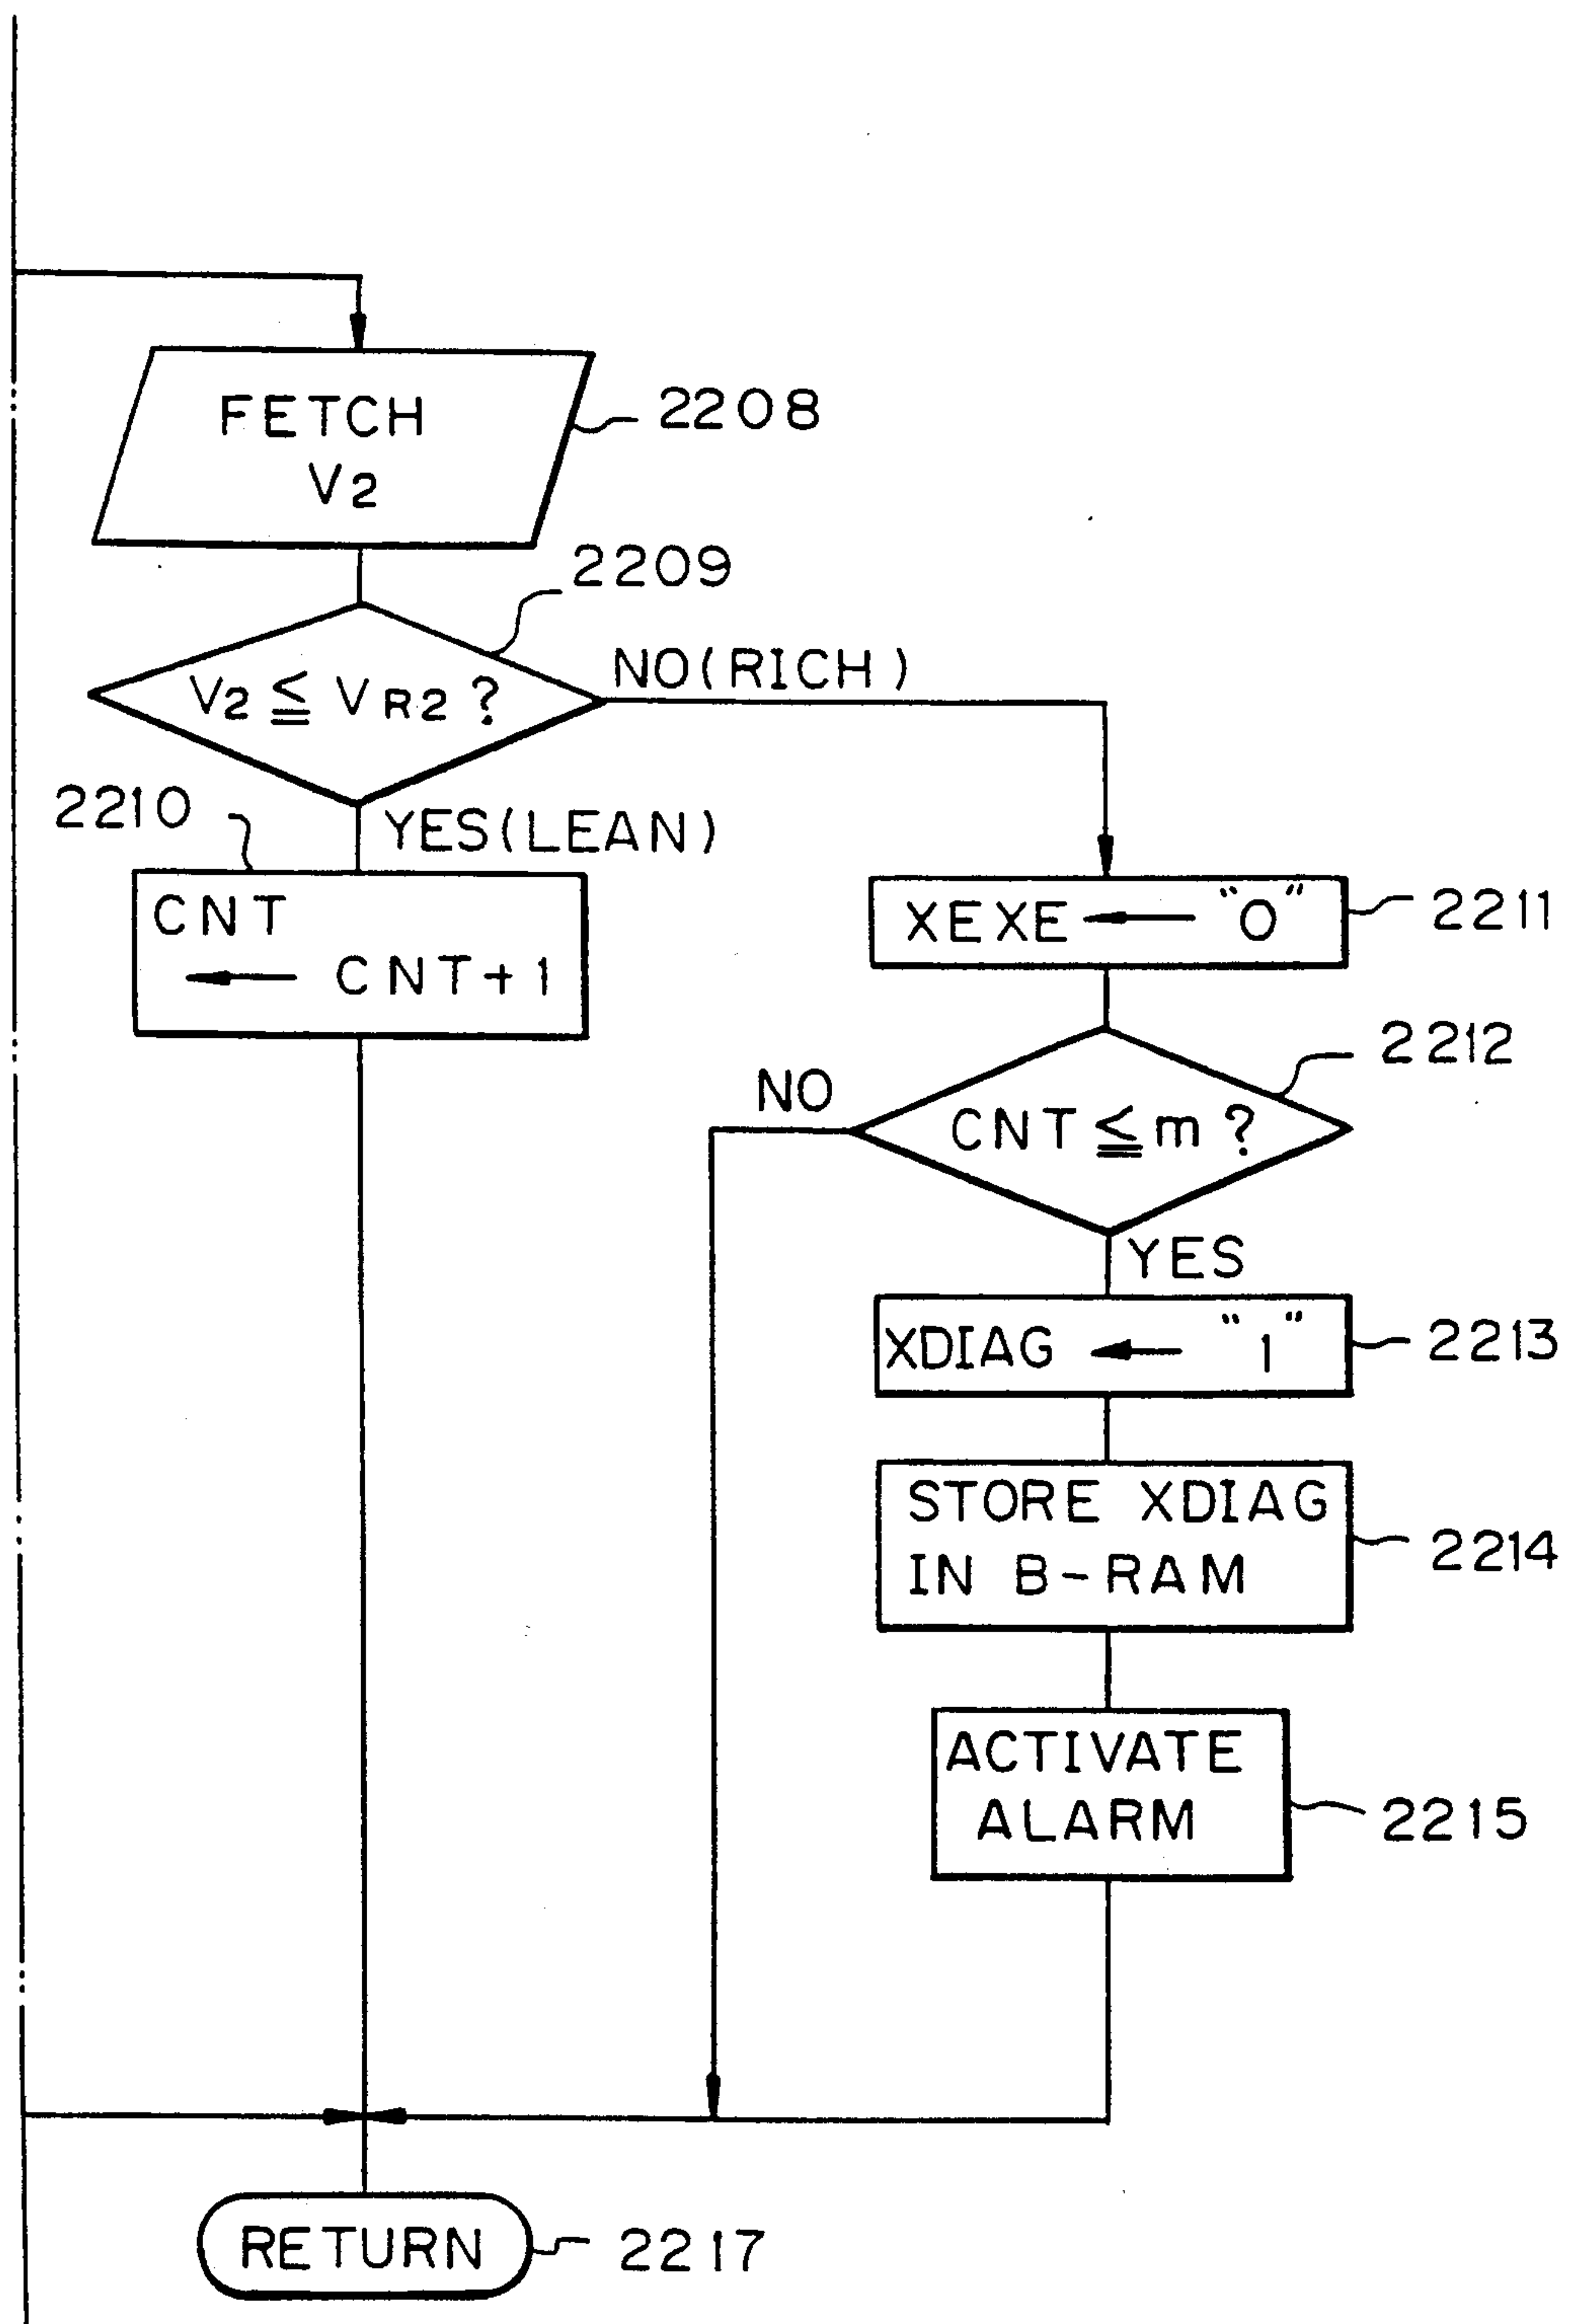 FETCH
V2
2208
2209
V2 ≦ VR2 ?
NO(RICH)
YES(LEAN)
2210
CNT
← CNT+1
XEXE ← "0"
2211
2212
CNT ≦ m ?
NO
YES
XDIAG ← "1"
2213
STORE XDIAG
IN B-RAM
2214
ACTIVATE
ALARM
2215
RETURN
2217